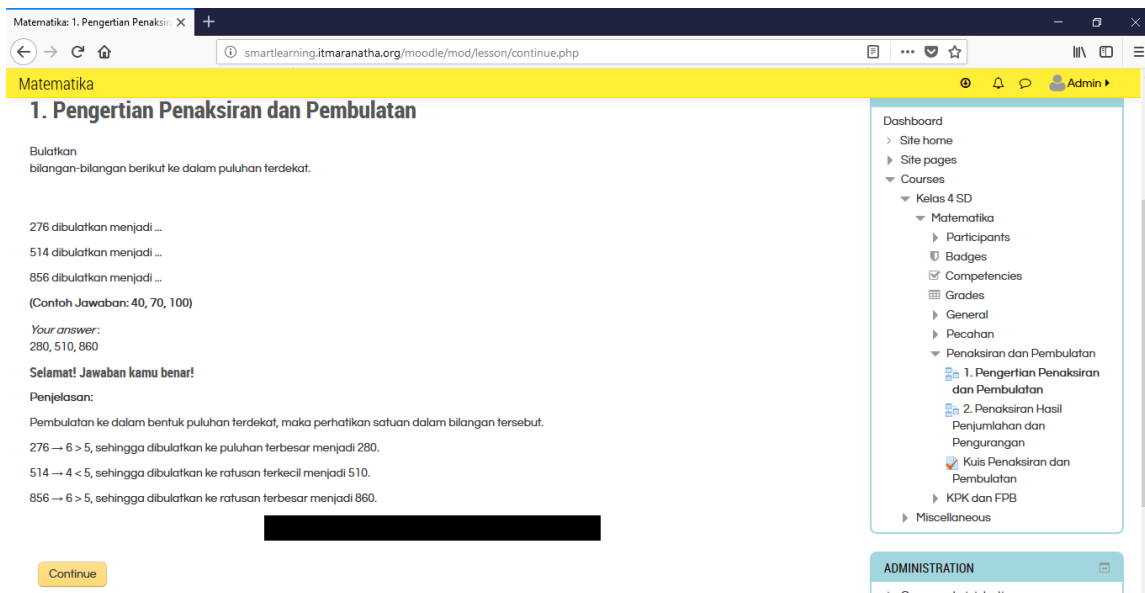 Matematika: 1. Pengertian Penaksir
smartlearning.itmaranatha.org/moodle/mod/lesson/continue.php
Matematika
Admin
1. Pengertian Penaksiran dan Pembulatan
Bulatkan
bilangan-bilangan berikut ke dalam puluhan terdekat.
276 dibulatkan menjadi ...
514 dibulatkan menjadi ...
856 dibulatkan menjadi ...
(Contoh Jawaban: 40, 70, 100)
Your answer :
280, 510, 860
Selamat! Jawaban kamu benar!
Penjelasan:
Pembulatan ke dalam bentuk puluhan terdekat, maka perhatikan satuan dalam bilangan tersebut.
276 → 6 > 5, sehingga dibulatkan ke puluhan terbesar menjadi 280.
514 → 4 < 5, sehingga dibulatkan ke ratusan terkecil menjadi 510.
856 → 6 > 5, sehingga dibulatkan ke ratusan terbesar menjadi 860.
Continue
Dashboard
Site home
Site pages
Courses
Kelas 4 SD
Matematika
Participants
Badges
Competencies
Grades
General
Pecahan
Penaksiran dan Pembulatan
1. Pengertian Penaksiran
dan Pembulatan
2. Penaksiran Hasil
Penjumlahan dan
Pengurangan
Kuis Penaksiran dan
Pembulatan
KPK dan FPB
Miscellaneous
ADMINISTRATION